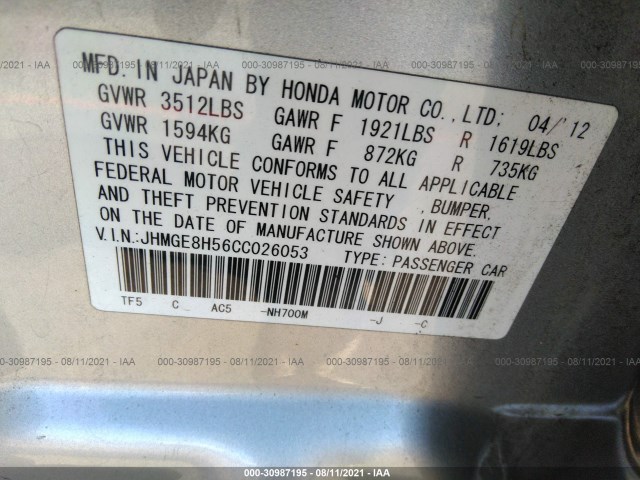 000-30987195 - 08/11/2021 - IAA
MFD. IN JAPAN BY HONDA MOTOR CO., LTD; 04/'12
GVWR 3512LBS GAWR F 1921LBS R 1619LBS
GVWR 1594KG GAWR F 872KG R 735KG
THIS VEHICLE CONFORMS TO ALL APPLICABLE
FEDERAL MOTOR VEHICLE SAFETY , BUMPER,
AND THEFT PREVENTION STANDARDS IN EFFECT
ON THE DATE OF MANUFACTURE SHOWN ABOVE.
V.I.N.:JHMGE8H56CC026053 TYPE: PASSENGER CAR
TF5 C_ AC5 -NH700M -J -C
000-30987195 - 08/11/2021 - IAA
000-30987195 - 08/11/2021 - IAA